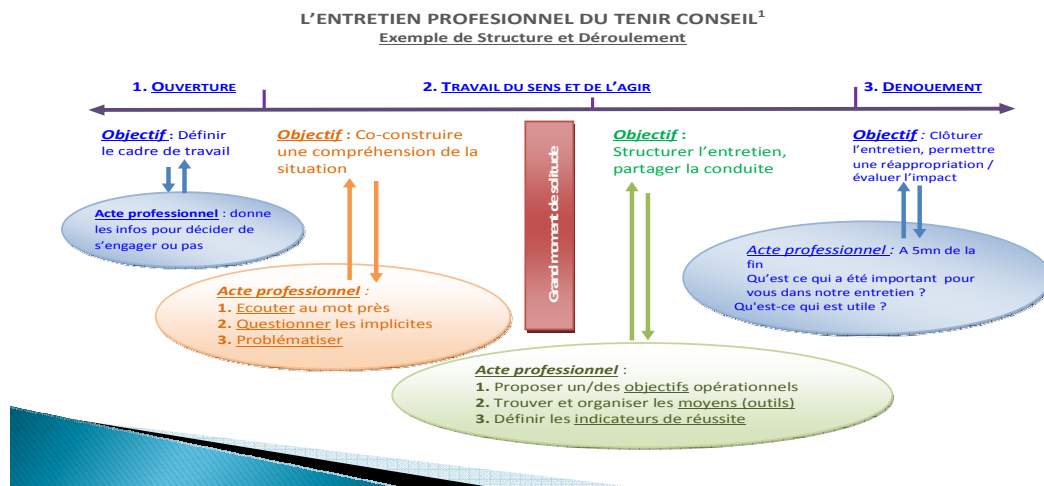 L'ENTRETIEN PROFESIONNEL DU TENIR CONSEIL¹
Exemple de Structure et Déroulement
1. OUVERTURE
2. TRAVAIL DU SENS ET DE L'AGIR
3. DENOUEMENT
Objectif : Définir
le cadre de travail
Objectif : Co-construire
une compréhension de la
situation
Grand moment de solitude
Objectif :
Structurer l'entretien,
partager la conduite
Objectif : Clôturer
l'entretien, permettre
une réappropriation /
évaluer l'impact
Acte professionnel : donne
les infos pour décider de
s'engager ou pas
Acte professionnel :
1. Ecouter au mot près
2. Questionner les implicites
3. Problématiser
Acte professionnel : A 5mn de la
fin
Qu'est ce qui a été important pour
vous dans notre entretien ?
Qu'est-ce qui est utile ?
Acte professionnel :
1. Proposer un/des objectifs opérationnels
2. Trouver et organiser les moyens (outils)
3. Définir les indicateurs de réussite